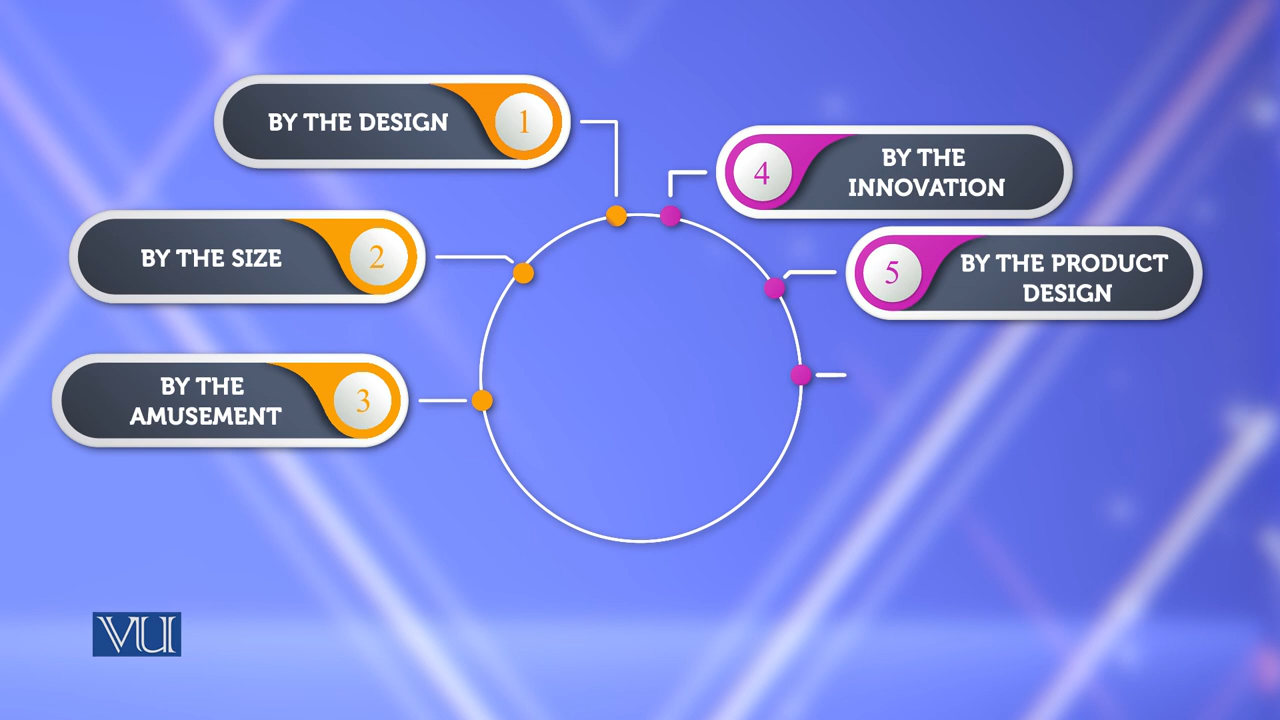 BY THE DESIGN
1
BY THE SIZE
2
BY THE
AMUSEMENT
3
4
BY THE
INNOVATION
5
BY THE PRODUCT
DESIGN
VU